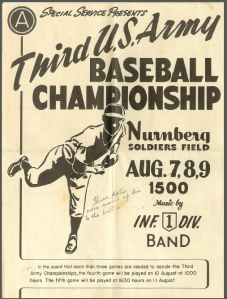 A
SPECIAL SERVICE PRESENTS
Third U.S. Army
BASEBALL
CHAMPIONSHIP
Nurnberg
SOLDIERS FIELD
AUG. 7, 8, 9
1500
Music by
INF. 1 DIV.
BAND
In the event that more than three games are needed to decide the Third
Army Championships, the fourth game will be played on 10 August at 1000
hours. The fifth game will be played at 1630 hours on 11 August